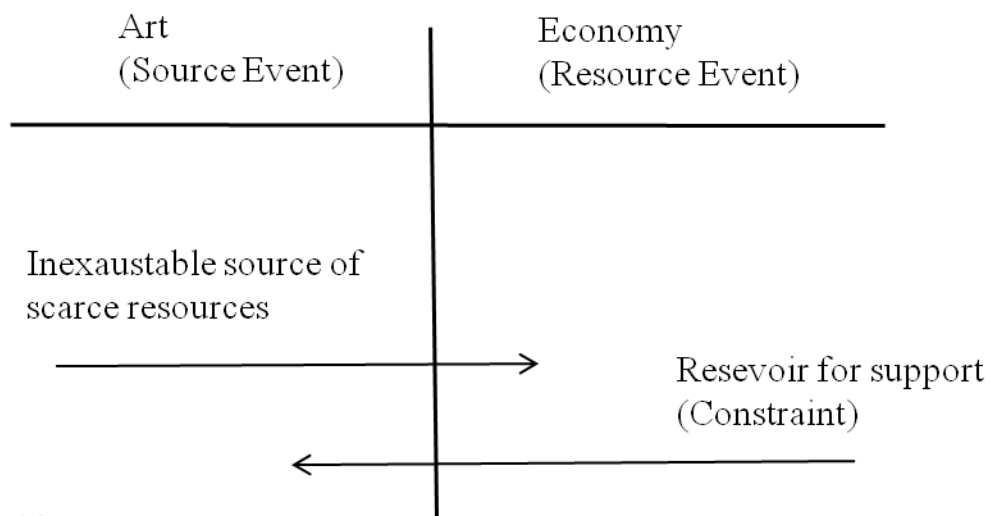 Art
(Source Event)
Economy
(Resource Event)
Inexaustable source of
scarce resources
Resevoir for support
(Constraint)